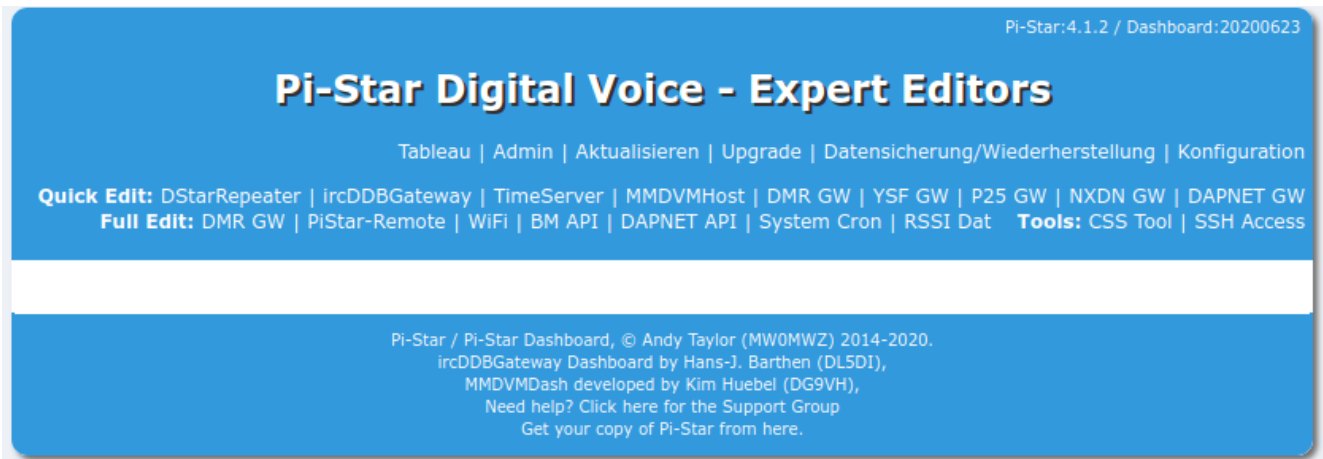 Pi-Star:4.1.2 / Dashboard:20200623
Pi-Star Digital Voice - Expert Editors
Tableau | Admin | Aktualisieren | Upgrade | Datensicherung/Wiederherstellung | Konfiguration
Quick Edit: DStarRepeater | ircDDBGateway | TimeServer | MMDVMHost | DMR GW | YSF GW | P25 GW | NXDN GW | DAPNET GW
Full Edit: DMR GW | PiStar-Remote | WiFi | BM API | DAPNET API | System Cron | RSSI Dat Tools: CSS Tool | SSH Access
Pi-Star / Pi-Star Dashboard, © Andy Taylor (MW0MWZ) 2014-2020.
ircDDBGateway Dashboard by Hans-J. Barthen (DL5DI),
MMDVMDash developed by Kim Huebel (DG9VH),
Need help? Click here for the Support Group
Get your copy of Pi-Star from here.